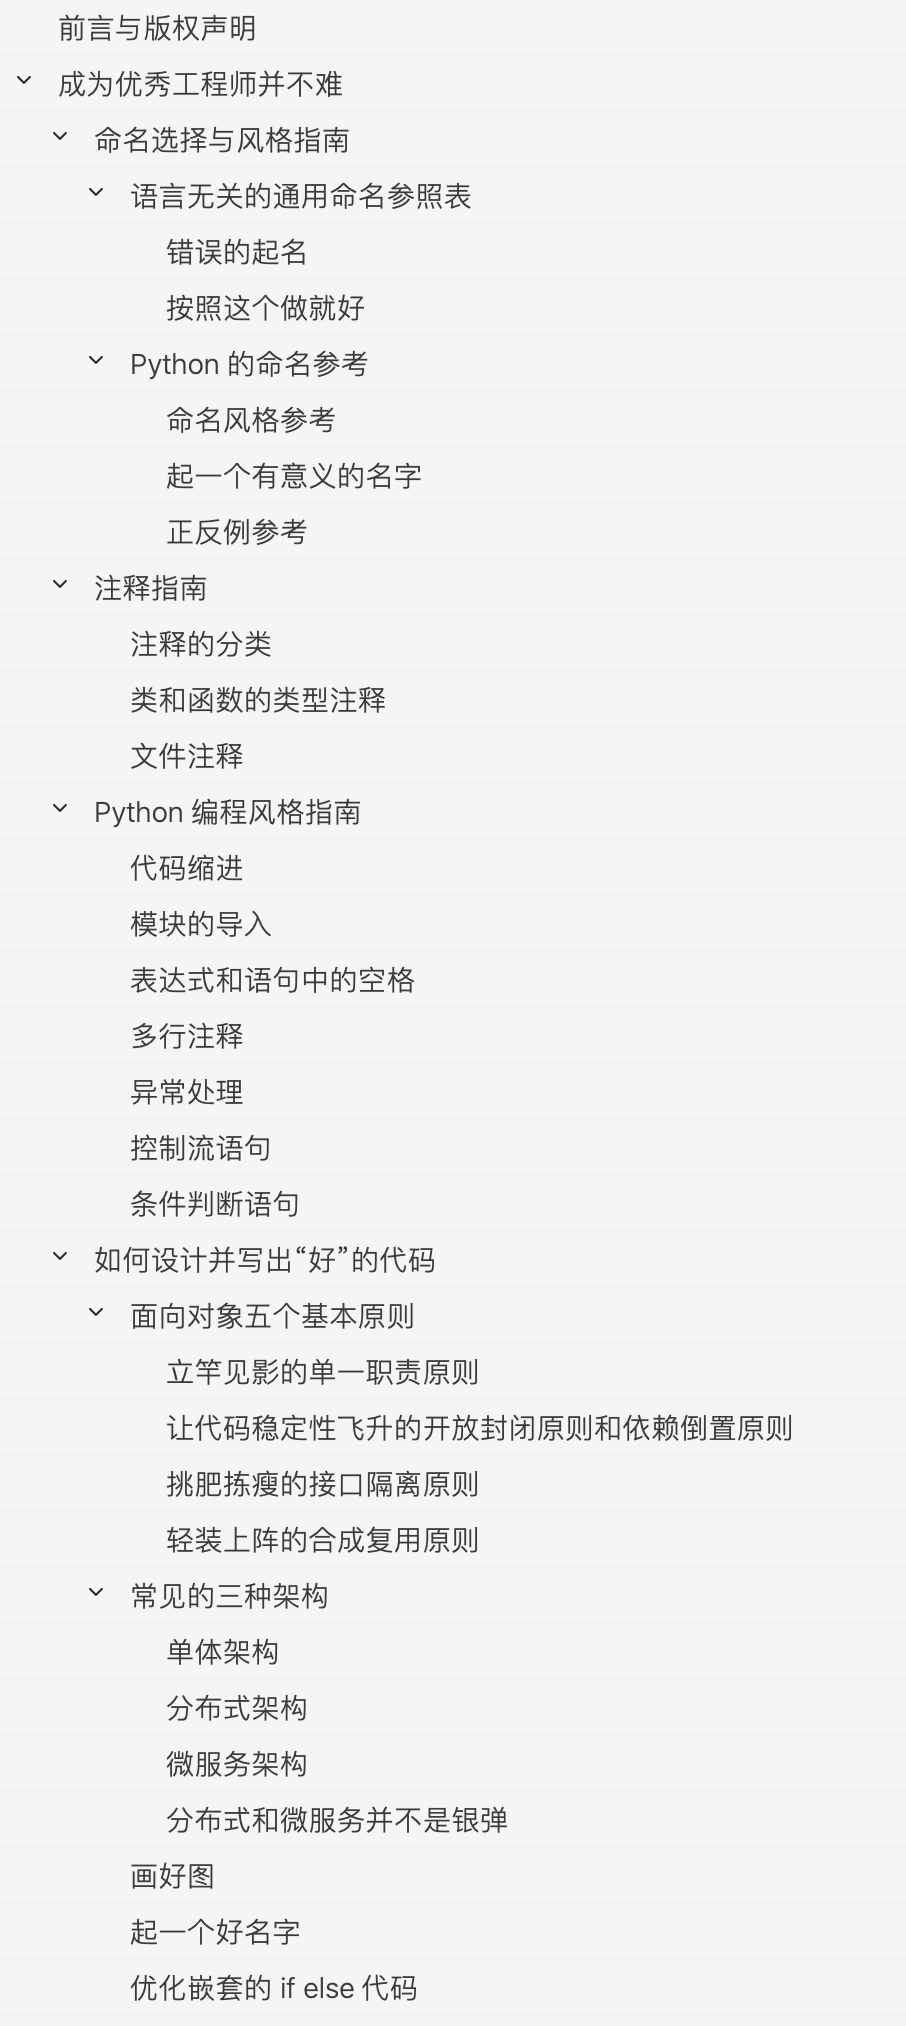 前言与版权声明
成为优秀工程师并不难
命名选择与风格指南
语言无关的通用命名参照表
错误的起名
按照这个做就好
Python 的命名参考
命名风格参考
起一个有意义的名字
正反例参考
注释指南
注释的分类
类和函数的类型注释
文件注释
Python 编程风格指南
代码缩进
模块的导入
表达式和语句中的空格
多行注释
异常处理
控制流语句
条件判断语句
如何设计并写出“好”的代码
面向对象五个基本原则
立竿见影的单一职责原则
让代码稳定性飞升的开放封闭原则和依赖倒置原则
挑肥拣瘦的接口隔离原则
轻装上阵的合成复用原则
常见的三种架构
单体架构
分布式架构
微服务架构
分布式和微服务并不是银弹
画好图
起一个好名字
优化嵌套的 if else 代码